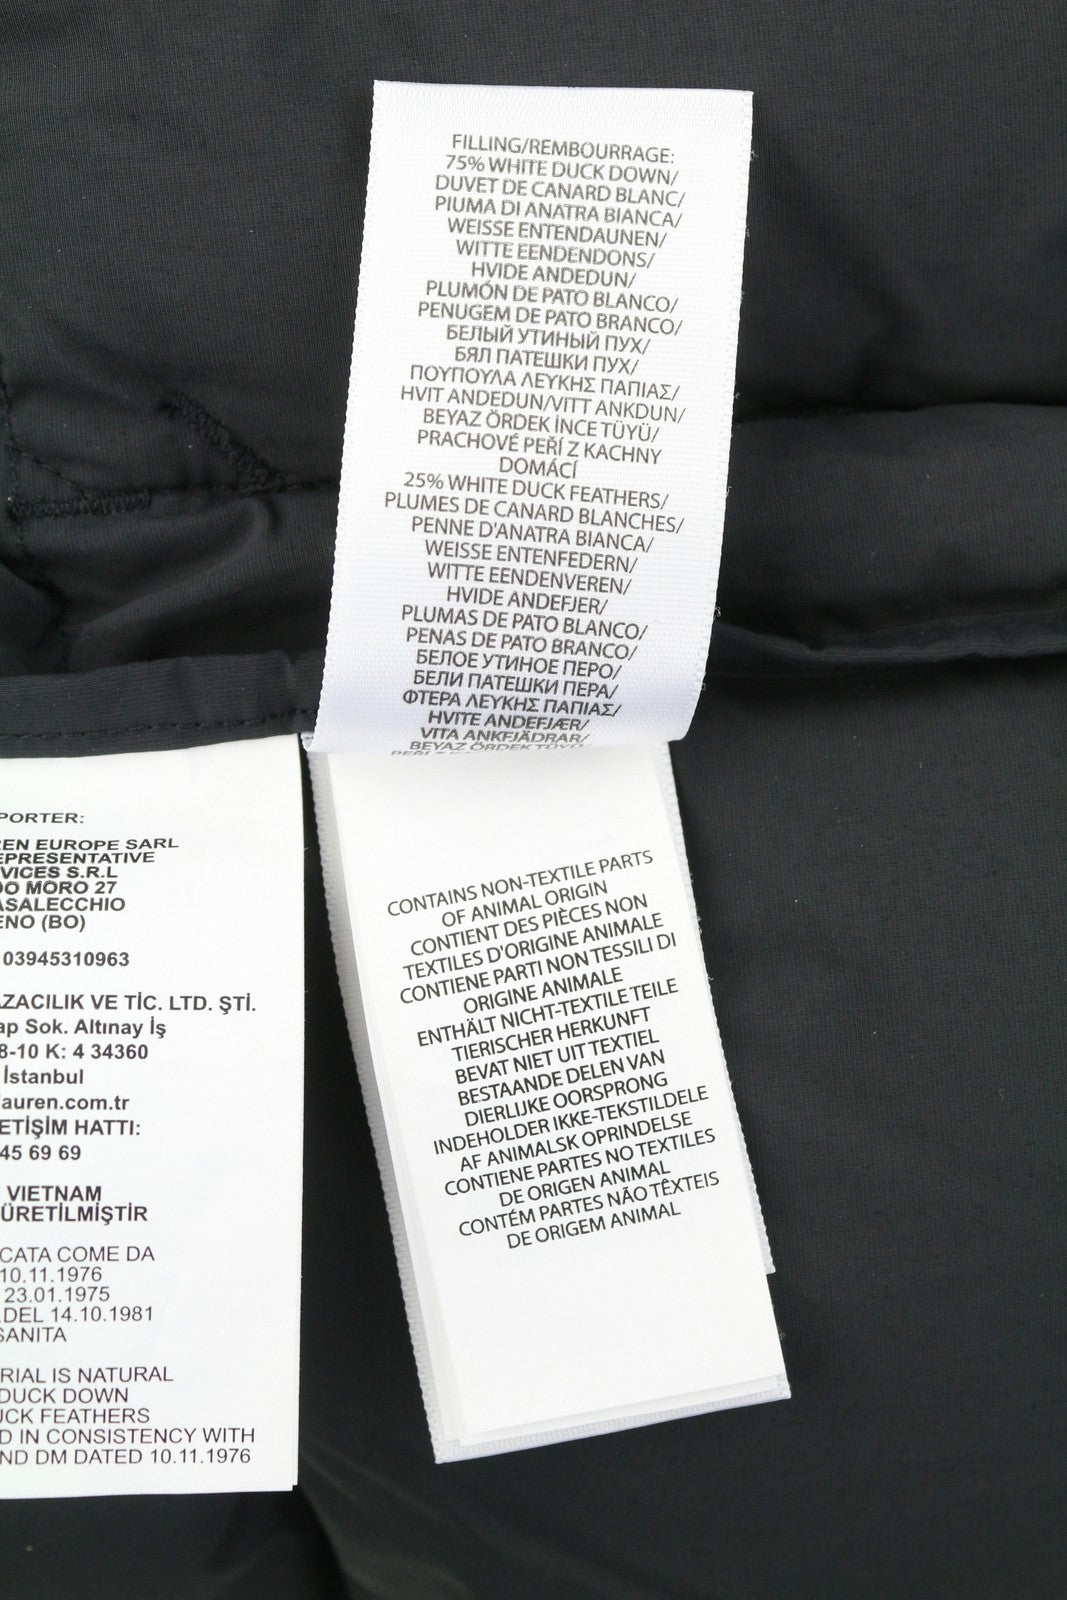 FILLING/REMBOURRAGE:
75% WHITE DUCK DOWN/
DUVET DE CANARD BLANC/
PIUMA DI ANATRA BIANCA/
WEISSE ENTENDAUNEN/
WITTE EENDENDONS/
HVIDE ANDEDUN/
PLUMÓN DE PATO BLANCO/
PENUGEM DE PATO BRANCO/
БЕЛЫЙ УТИНЫЙ ПУХ/
БЯЛ ПАТЕШКИ ПУХ/
ΠΟΥΠΟΥΛΑ ΛΕΥΚΗΣ ΠΑΠΙΑΣ/
HVIT ANDEDUN/VITT ANKDUN/
BEYAZ ÖRDEK İNCE TÜYÜ/
PRACHOVÉ PEŘÍ Z KACHNY
DOMÁCÍ
25% WHITE DUCK FEATHERS/
PLUMES DE CANARD BLANCHES/
PENNE D'ANATRA BIANCA/
WEISSE ENTENFEDERN/
WITTE EENDENVEREN/
HVIDE ANDEFJER/
PLUMAS DE PATO BLANCO/
PENAS DE PATO BRANCO/
БЕЛОЕ УТИНОЕ ПЕРО/
БЕЛИ ПАТЕШКИ ПЕРА/
ΦΤΕΡΑ ΛΕΥΚΗΣ ΠΑΠΙΑΣ/
HVITE ANDEFJÆR/
VITA ANKFJÄDRAR/
BEYAZ ÖRDEK TÜYÜ/
PORTER:
REN EUROPE SARL
EPRESENTATIVE
VICES S.R.L
DO MORO 27
ASALECCHIO
ENO (BO)
03945310963
AZACILIK VE TİC. LTD. ŞTİ.
ap Sok. Altınay İş
8-10 K: 4 34360
İstanbul
lauren.com.tr
ETİŞİM HATTI:
45 69 69
VIETNAM
ÜRETİLMİŞTİR
CATA COME DA
10.11.1976
23.01.1975
DEL 14.10.1981
SANITA
RIAL IS NATURAL
DUCK DOWN
UCK FEATHERS
D IN CONSISTENCY WITH
ND DM DATED 10.11.1976
CONTAINS NON-TEXTILE PARTS
OF ANIMAL ORIGIN
CONTIENT DES PIÈCES NON
TEXTILES D'ORIGINE ANIMALE
CONTIENE PARTI NON TESSILI DI
ORIGINE ANIMALE
ENTHÄLT NICHT-TEXTILE TEILE
TIERISCHER HERKUNFT
BEVAT NIET UIT TEXTIEL
BESTAANDE DELEN VAN
DIERLIJKE OORSPRONG
INDEHOLDER IKKE-TEKSTILDELE
AF ANIMALSK OPRINDELSE
CONTIENE PARTES NO TEXTILES
DE ORIGEN ANIMAL
CONTÉM PARTES NÃO TÊXTEIS
DE ORIGEM ANIMAL